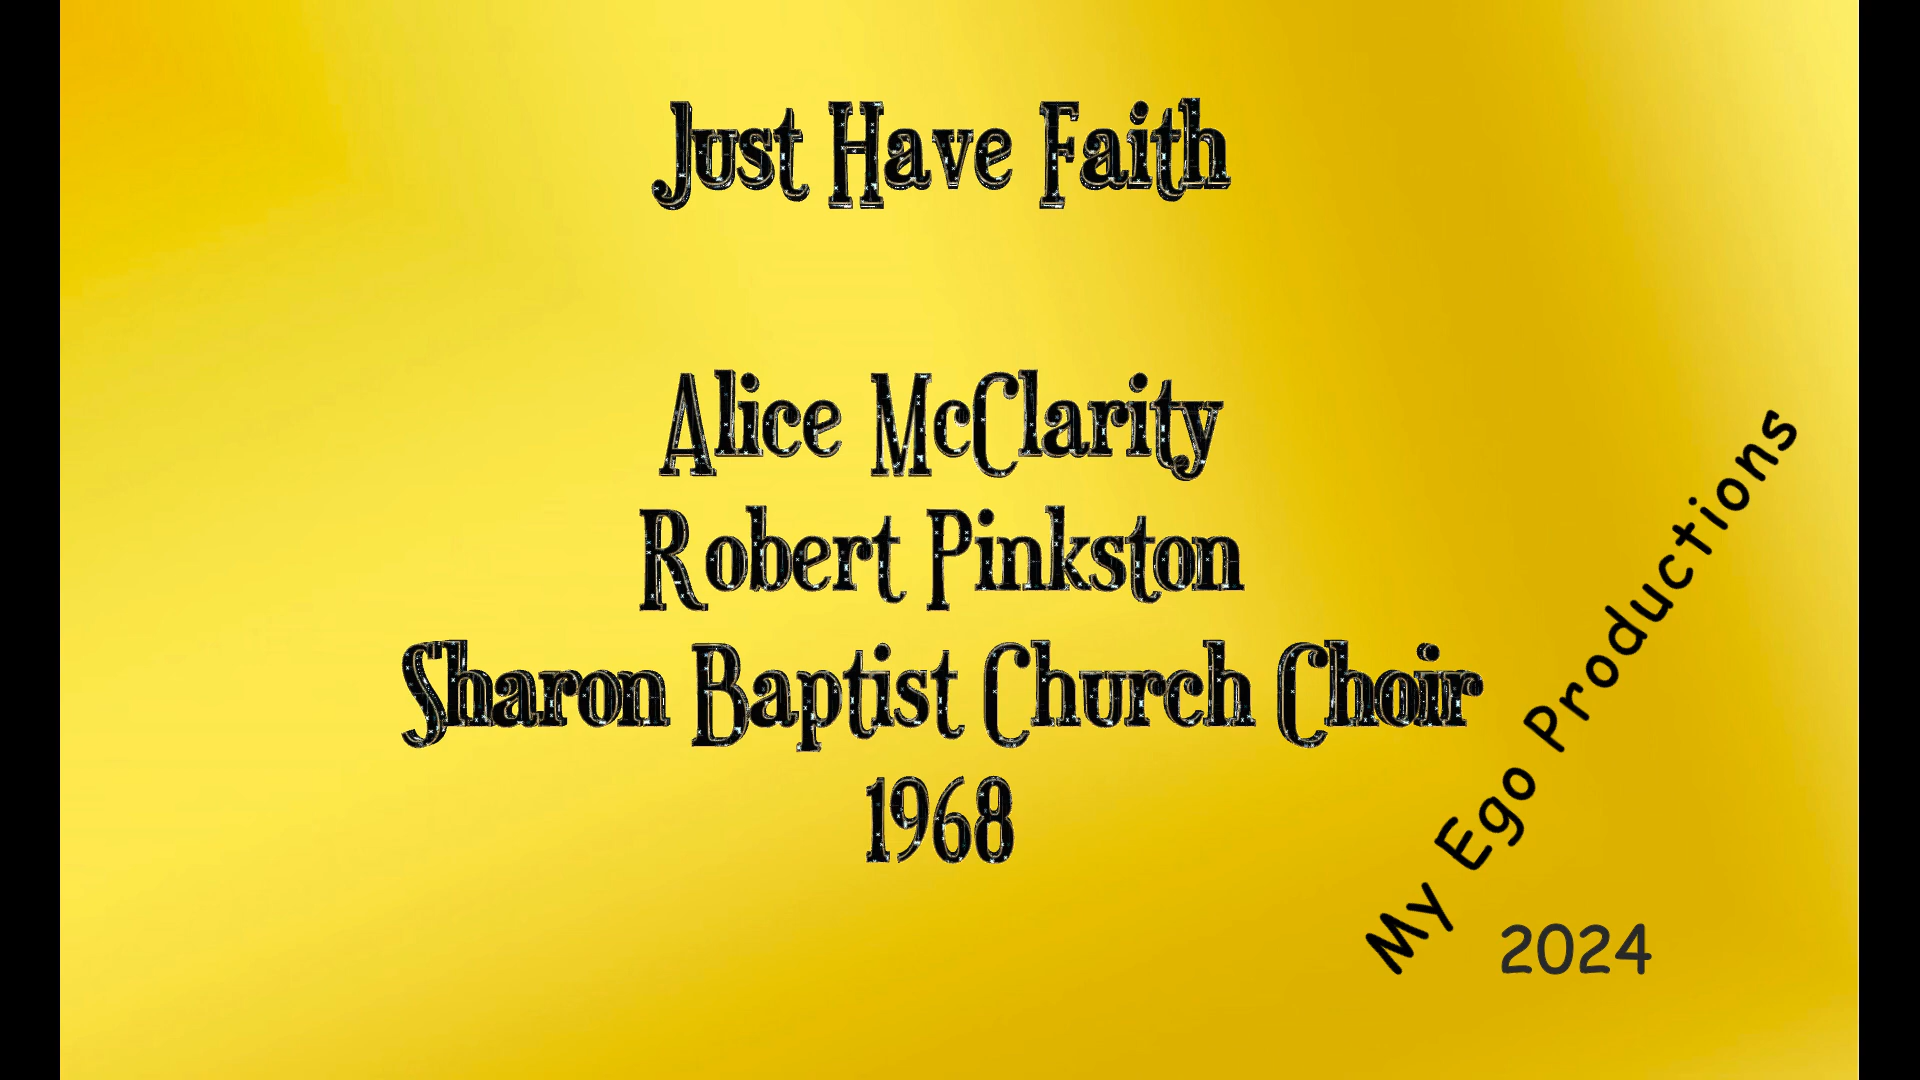 Just Have Faith
Alice McClarity
Robert Pinkston
Sharon Baptist Church Choir
1968
My Ego Productions
2024